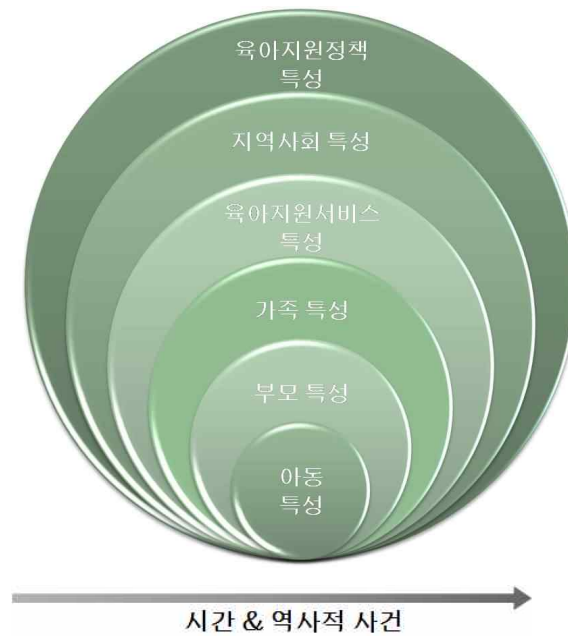 육아지원정책
특성
지역사회 특성
육아지원서비스
특성
가족 특성
부모 특성
아동
특성
시간 & 역사적 사건